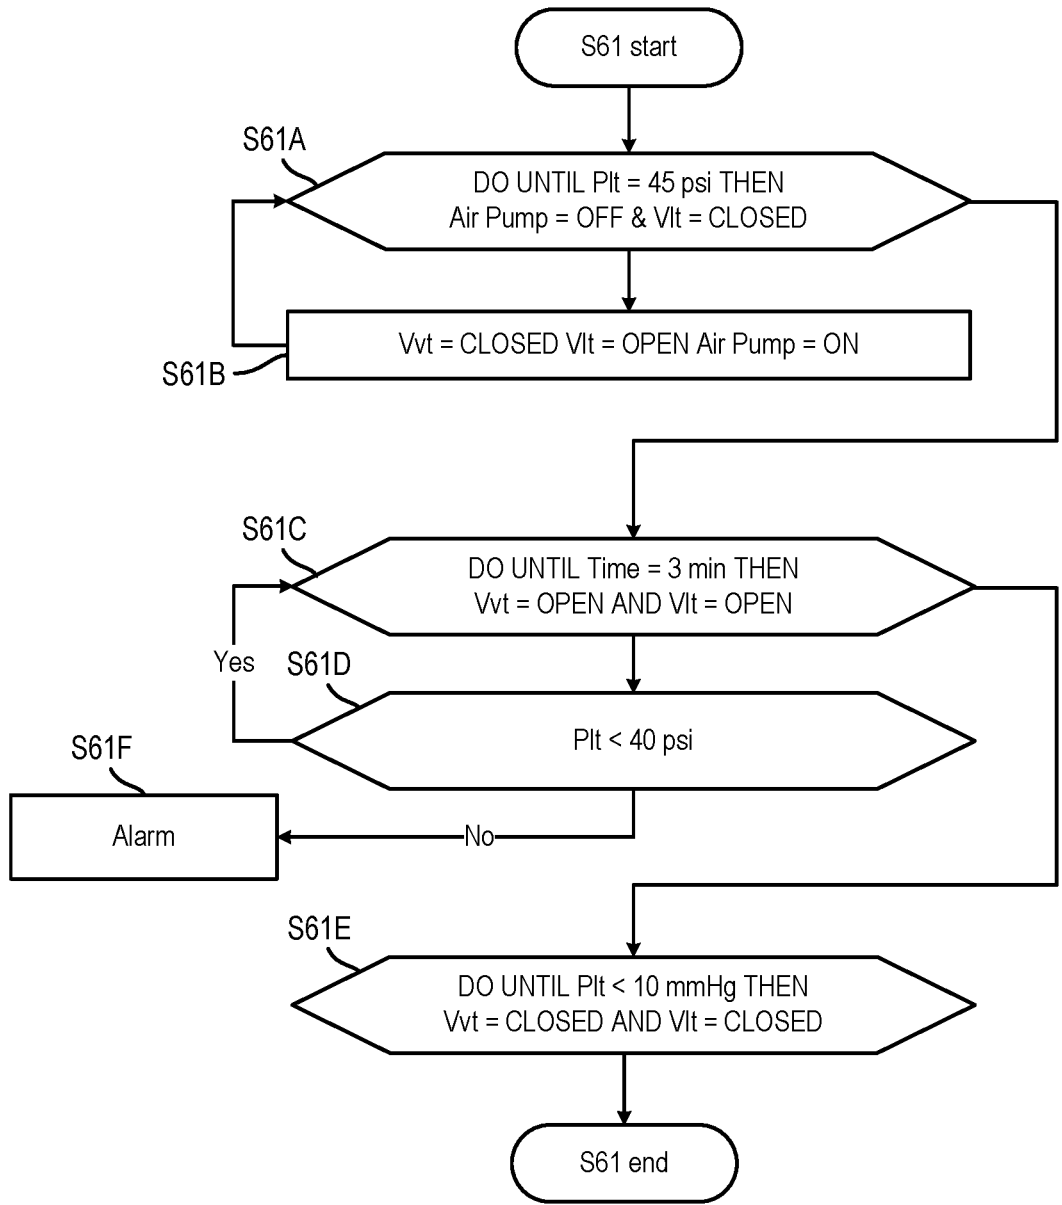 S61 start
S61A
DO UNTIL Plt = 45 psi THEN
Air Pump = OFF & Vlt = CLOSED
Vvt = CLOSED Vlt = OPEN Air Pump = ON
S61B
S61C
DO UNTIL Time = 3 min THEN
Vvt = OPEN AND Vlt = OPEN
Yes
S61D
Plt < 40 psi
S61F
Alarm
No
S61E
DO UNTIL Plt < 10 mmHg THEN
Vvt = CLOSED AND Vlt = CLOSED
S61 end